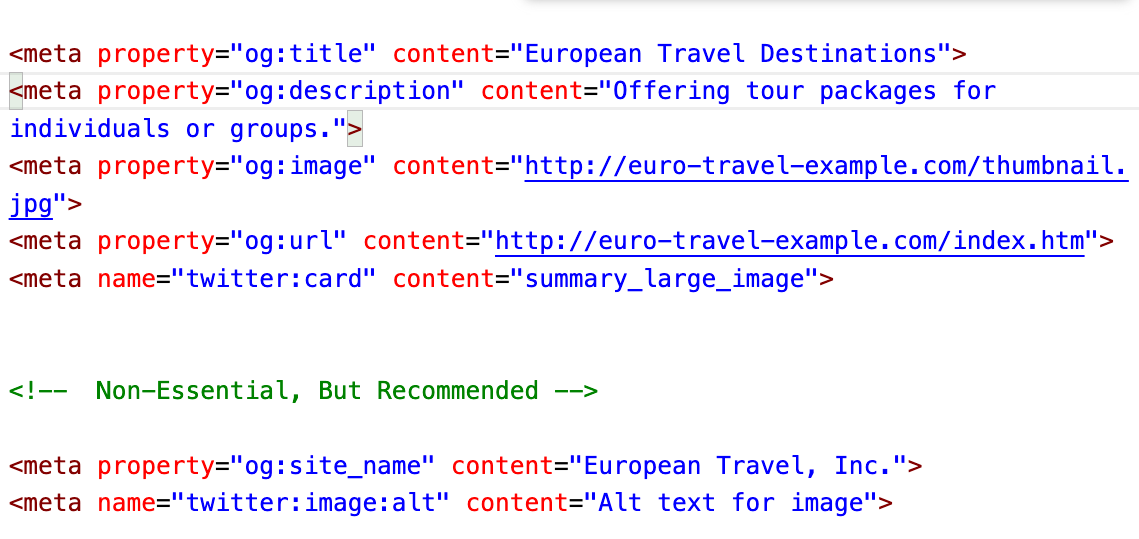 <meta property="og:title" content="European Travel Destinations">
<meta property="og:description" content="Offering tour packages for
individuals or groups.">
<meta property="og:image" content="http://euro-travel-example.com/thumbnail.
jpg">
<meta property="og:url" content="http://euro-travel-example.com/index.htm">
<meta name="twitter:card" content="summary_large_image">
<!--  Non-Essential, But Recommended -->
<meta property="og:site_name" content="European Travel, Inc.">
<meta name="twitter:image:alt" content="Alt text for image">